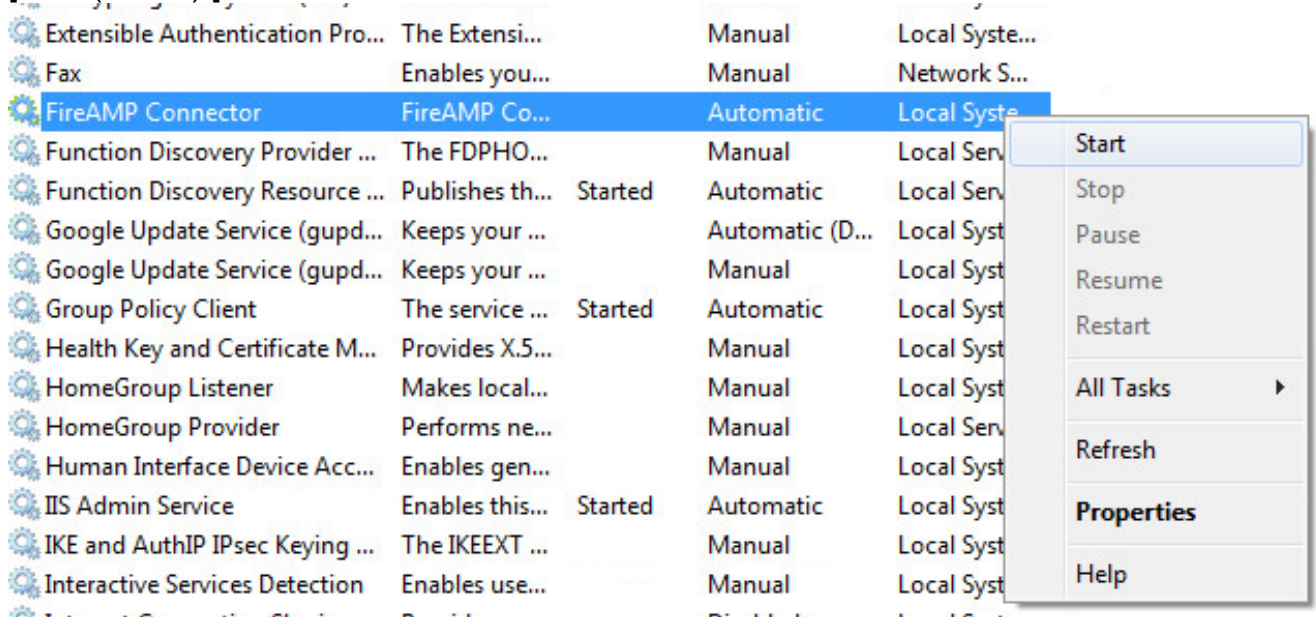 Extensible Authentication Pro... The Extensi... Manual Local Syste...
Fax Enables you... Manual Network S...
FireAMP Connector FireAMP Co... Automatic Local Syste
Function Discovery Provider ... The FDPHO... Manual Local Serv
Function Discovery Resource ... Publishes th... Started Automatic Local Serv
Google Update Service (gupd... Keeps your ... Automatic (D... Local Syst
Google Update Service (gupd... Keeps your ... Manual Local Syst
Group Policy Client The service ... Started Automatic Local Syst
Health Key and Certificate M... Provides X.5... Manual Local Syst
HomeGroup Listener Makes local... Manual Local Syst
HomeGroup Provider Performs ne... Manual Local Serv
Human Interface Device Acc... Enables gen... Manual Local Syst
IIS Admin Service Enables this... Started Automatic Local Syst
IKE and AuthIP IPsec Keying ... The IKEEXT ... Manual Local Syst
Interactive Services Detection Enables use... Manual Local Syst
Start
Stop
Pause
Resume
Restart
All Tasks
Refresh
Properties
Help